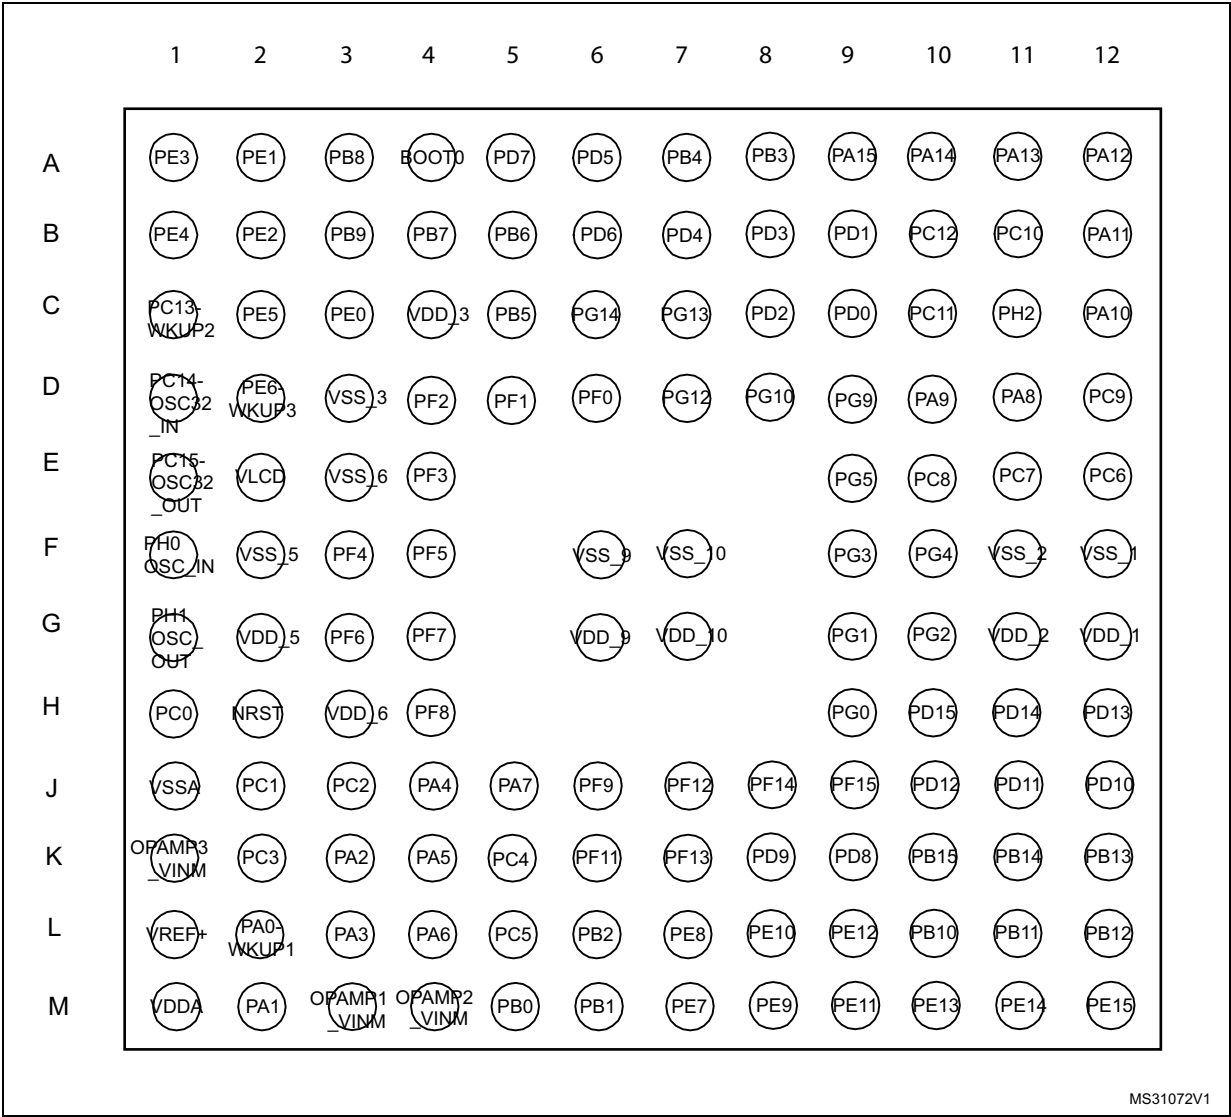 1 2 3 4 5 6 7 8 9 10 11 12
A PE3 PE1 PB8 BOOT0 PD7 PD5 PB4 PB3 PA15 PA14 PA13 PA12
B PE4 PE2 PB9 PB7 PB6 PD6 PD4 PD3 PD1 PC12 PC10 PA11
C PC13-WKUP2 PE5 PE0 VDD_3 PB5 PG14 PG13 PD2 PD0 PC11 PH2 PA10
D PC14-OSC32_IN PE6-WKUP3 VSS_3 PF2 PF1 PF0 PG12 PG10 PG9 PA9 PA8 PC9
E PC15-OSC32_OUT VLCD VSS_6 PF3 PG5 PC8 PC7 PC6
F PH0 OSC_IN VSS_5 PF4 PF5 VSS_9 VSS_10 PG3 PG4 VSS_2 VSS_1
G PH1 OSC_OUT VDD_5 PF6 PF7 VDD_9 VDD_10 PG1 PG2 VDD_2 VDD_1
H PC0 NRST VDD_6 PF8 PG0 PD15 PD14 PD13
J VSSA PC1 PC2 PA4 PA7 PF9 PF12 PF14 PF15 PD12 PD11 PD10
K OPAMP3_VINM PC3 PA2 PA5 PC4 PF11 PF13 PD9 PD8 PB15 PB14 PB13
L VREF+ PA0-WKUP1 PA3 PA6 PC5 PB2 PE8 PE10 PE12 PB10 PB11 PB12
M VDDA PA1 OPAMP1_VINM OPAMP2_VINM PB0 PB1 PE7 PE9 PE11 PE13 PE14 PE15
MS31072V1